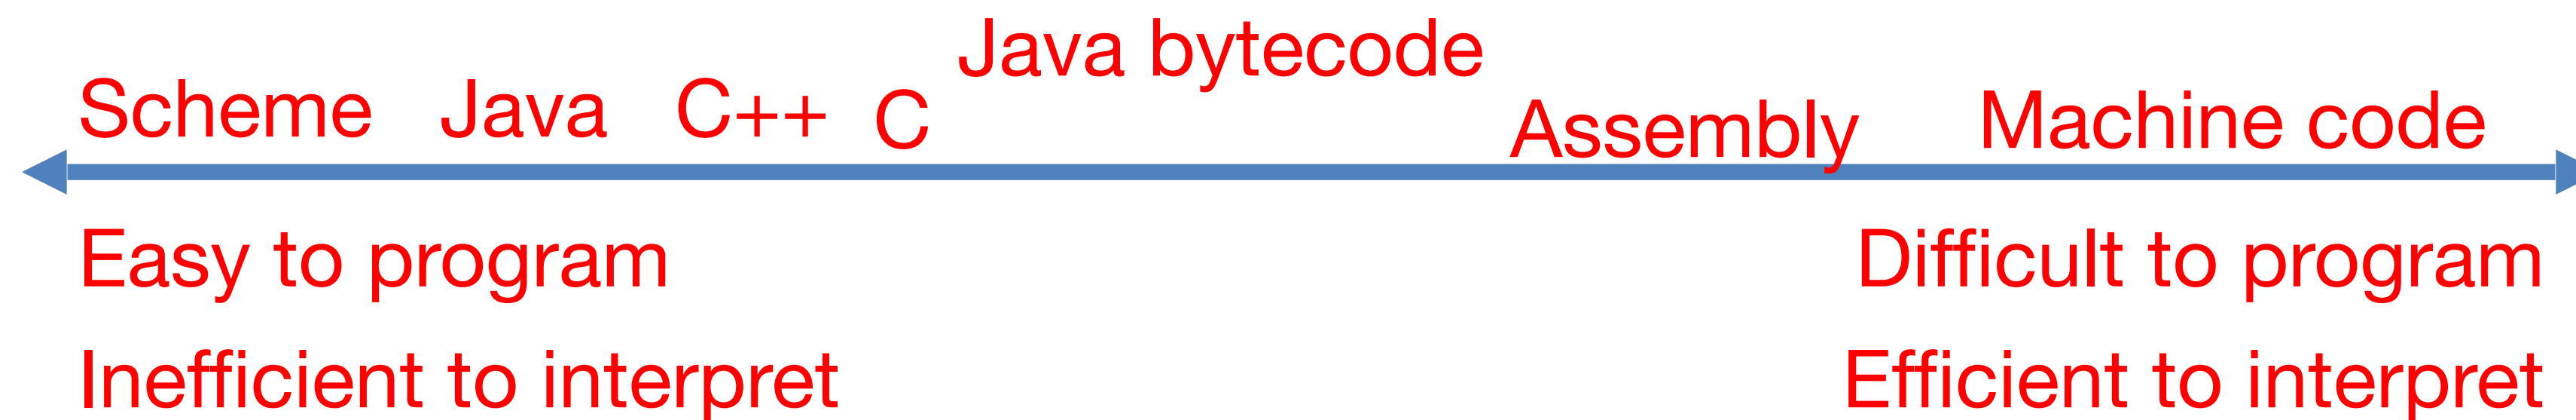 Java bytecode
Scheme Java C++ C
Assembly Machine code
Easy to program Difficult to program
Inefficient to interpret Efficient to interpret